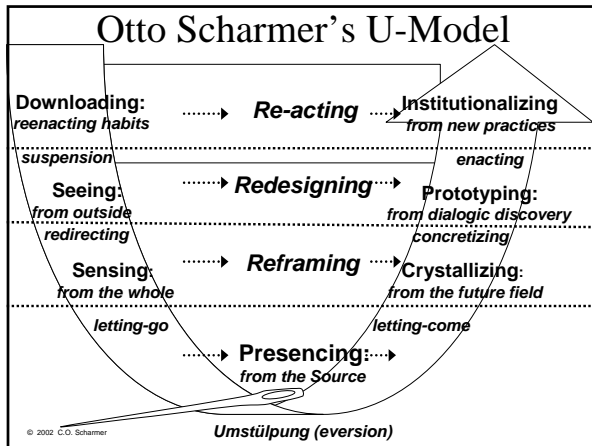 Otto Scharmer's U-Model
Downloading:
reenacting habits
Re-acting
Institutionalizing
from new practices
suspension
enacting
Seeing:
from outside
Redesigning
Prototyping:
from dialogic discovery
redirecting
concretizing
Sensing:
from the whole
Reframing
Crystallizing:
from the future field
letting-go
letting-come
Presencing:
from the Source
© 2002 C.O. Scharmer
Umstülpung (eversion)